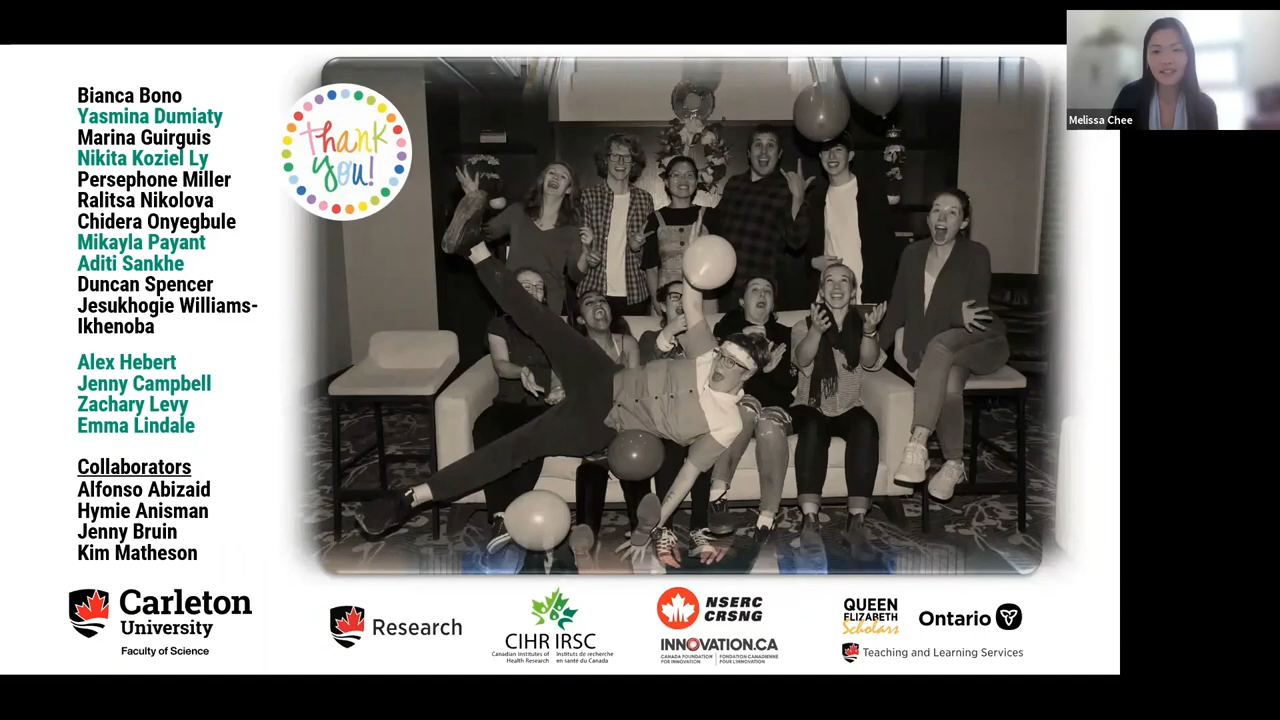 Melissa Chee
Bianca Bono
Yasmina Dumiaty
Marina Guirguis
Nikita Koziel Ly
Persephone Miller
Ralitsa Nikolova
Chidera Onyegbule
Mikayla Payant
Aditi Sankhe
Duncan Spencer
Jesukhogie Williams-
Ikhenoba
Alex Hebert
Jenny Campbell
Zachary Levy
Emma Lindale
Collaborators
Alfonso Abizaid
Hymie Anisman
Jenny Bruin
Kim Matheson
thank
you!
Carleton
University
Faculty of Science
Research
CIHR IRSC
Canadian Institutes of
Health Research
Instituts de recherche
en santé du Canada
NSERC
CRSNG
INNOVATION.CA
CANADA FOUNDATION
FOR INNOVATION
FONDATION CANADIENNE
POUR L'INNOVATION
QUEEN
ELIZABETH
Scholars
Ontario
Teaching and Learning Services